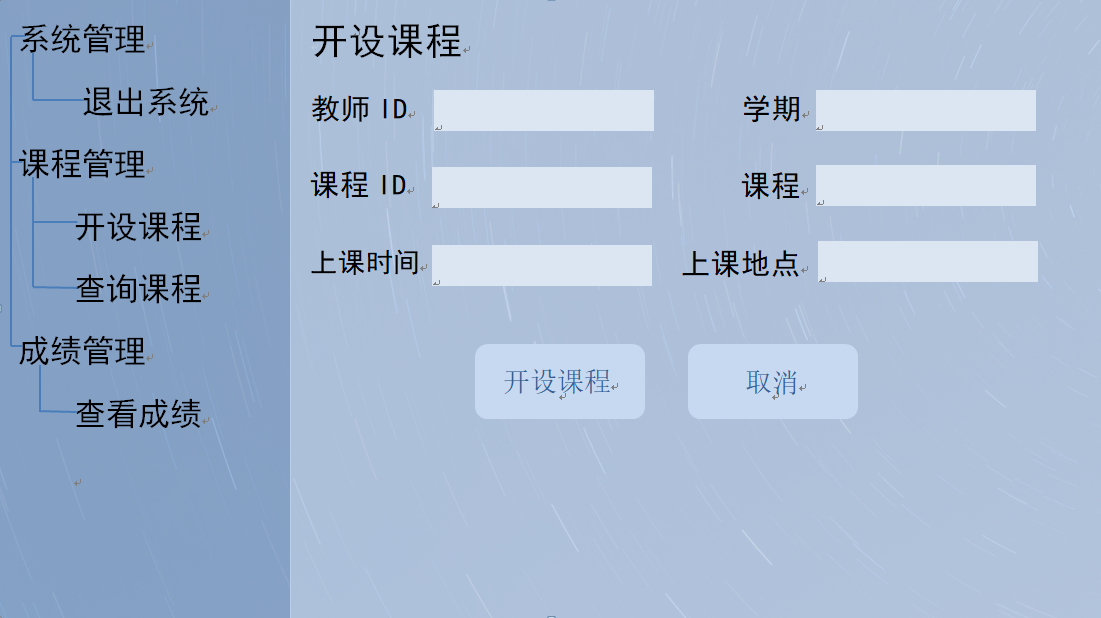 系统管理
退出系统
课程管理
开设课程
查询课程
成绩管理
查看成绩
开设课程
教师 ID
学期
课程 ID
课程
上课时间
上课地点
开设课程
取消